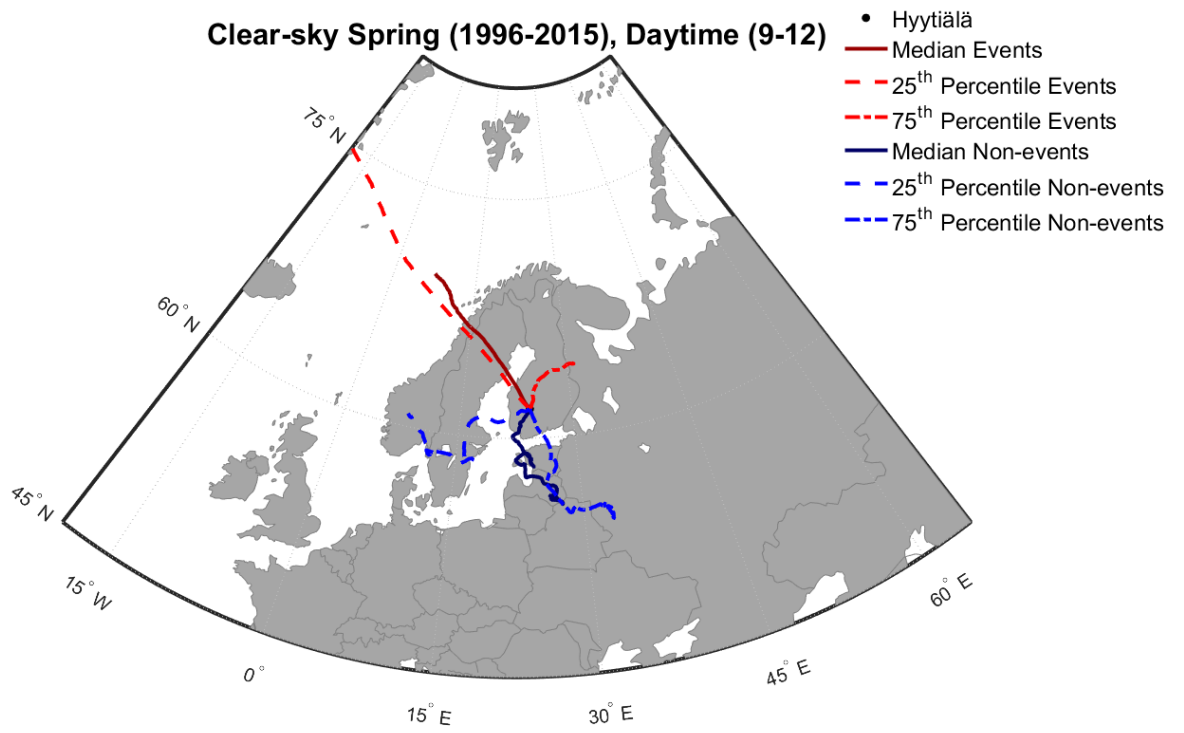 Clear-sky Spring (1996-2015), Daytime (9-12)
Hyytiälä
Median Events
25th Percentile Events
75th Percentile Events
Median Non-events
25th Percentile Non-events
75th Percentile Non-events
75° N
60° N
45° N
15° W
0°
15° E
30° E
45° E
60° E